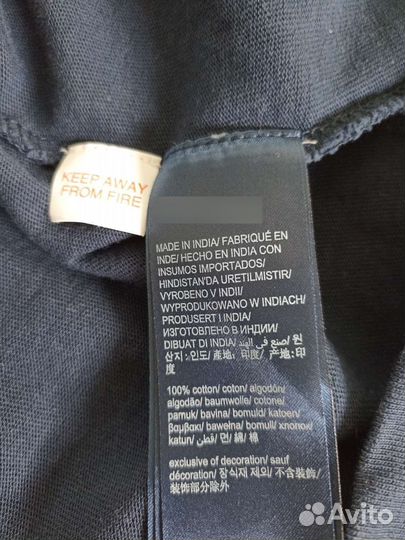 KEEP AWAY
FROM FIRE
MADE IN INDIA/ FABRIQUÉ EN
INDE/ HECHO EN INDIA CON
INSUMOS IMPORTADOS/
HINDISTAN'DA URETILMISTIR/
VYROBENO V INDII/
WYPRODUKOWANO W INDIACH/
PRODUSERT I INDIA/
ИЗГОТОВЛЕНО В ИНДИИ/
DIBUAT DI INDIA/ صنع في الهند/ 원
산지: 인도/ 產地: 印度/ 产地: 印
度
100% cotton/ coton/ algodón/
algodão/ baumwolle/ cotone/
pamuk/ bavlna/ bomuld/ katoen/
βαμβακι/ bawełna/ bomull/ хлопок/
katun/ قطن/ 면/ 綿/ 棉
exclusive of decoration/ sauf
décoration/ 장식재 제외/ 不含裝飾/
装饰部分除外
Avito